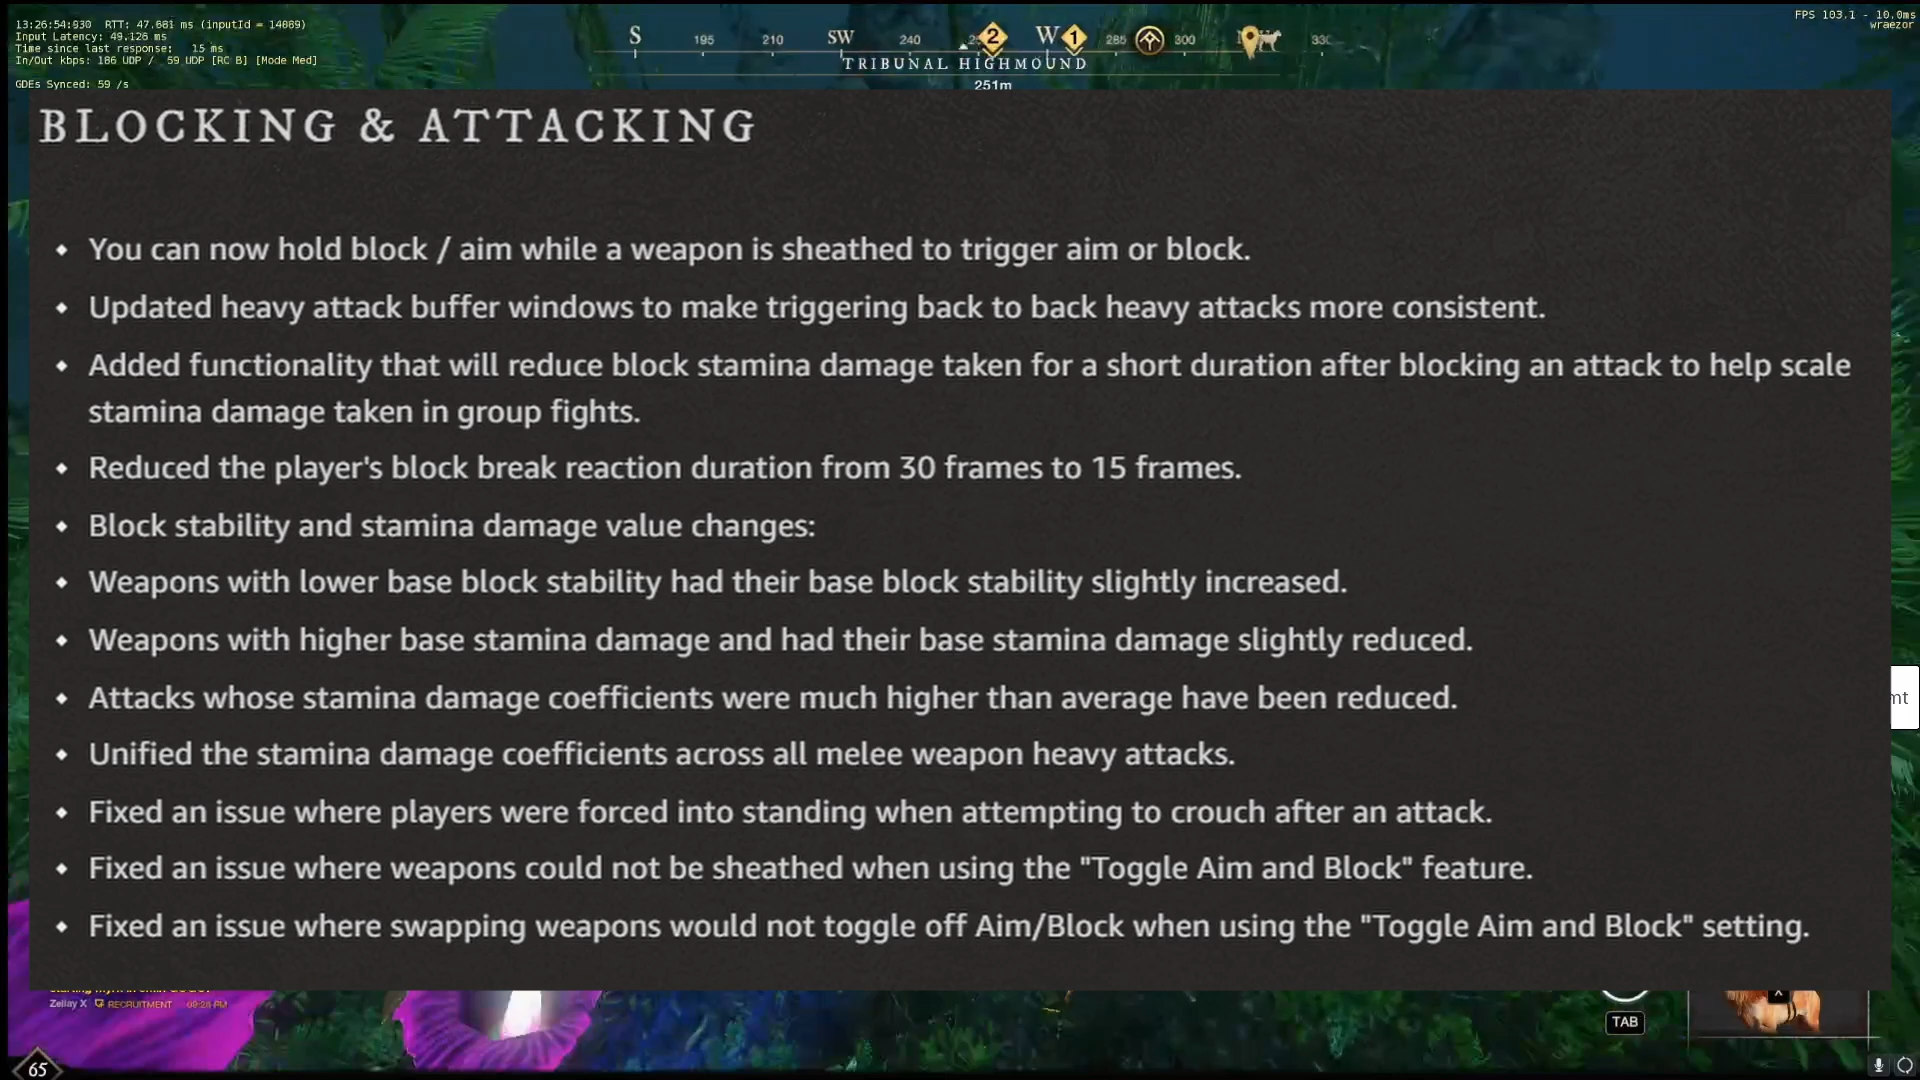 13:26:54:930 RTT: 47.681 ms (inputId = 14089)
Input Latency: 49.126 ms
Time since last response: 15 ms
In/Out kbps: 186 UDP / 59 UDP [RC B] [Mode Med]
GDEs Synced: 59 /s
FPS 103.1 - 10.0ms
wraezor
S 195 210 SW 240 2 W 1 285 300
TRIBUNAL HIGHMOUND
251m
BLOCKING & ATTACKING
You can now hold block / aim while a weapon is sheathed to trigger aim or block.
Updated heavy attack buffer windows to make triggering back to back heavy attacks more consistent.
Added functionality that will reduce block stamina damage taken for a short duration after blocking an attack to help scale
stamina damage taken in group fights.
Reduced the player's block break reaction duration from 30 frames to 15 frames.
Block stability and stamina damage value changes:
Weapons with lower base block stability had their base block stability slightly increased.
Weapons with higher base stamina damage and had their base stamina damage slightly reduced.
Attacks whose stamina damage coefficients were much higher than average have been reduced.
Unified the stamina damage coefficients across all melee weapon heavy attacks.
Fixed an issue where players were forced into standing when attempting to crouch after an attack.
Fixed an issue where weapons could not be sheathed when using the "Toggle Aim and Block" feature.
Fixed an issue where swapping weapons would not toggle off Aim/Block when using the "Toggle Aim and Block" setting.
Zeliay X RECRUITMENT 09:26 PM
X
TAB
65